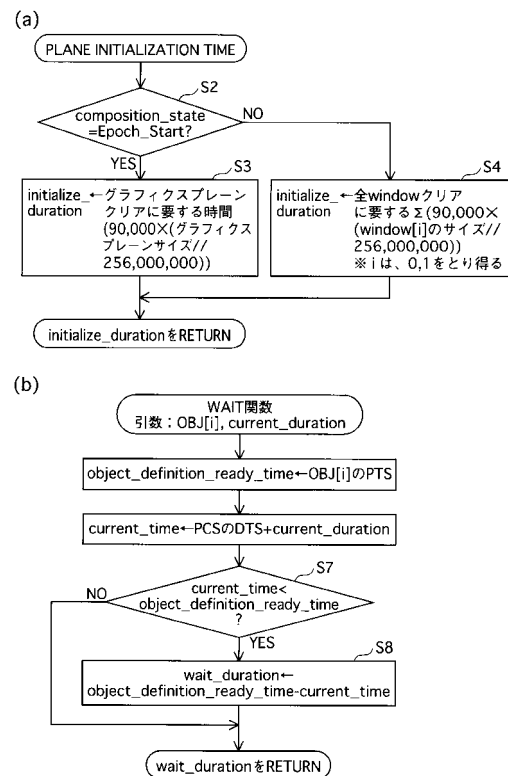 (a)
PLANE INITIALIZATION TIME
S2
composition_state
=Epoch_Start?
NO
YES
S3
initialize_←グラフィクスプレーン
duration クリアに要する時間
(90,000×(グラフィク
スプレーンサイズ//
256,000,000))
S4
initialize_←全windowクリア
duration に要するΣ(90,000×
(window[i]のサイズ//
256,000,000))
※iは、0,1をとり得る
initialize_durationをRETURN
(b)
WAIT関数
引数:OBJ[i], current_duration
object_definition_ready_time←OBJ[i]のPTS
current_time←PCSのDTS+current_duration
S7
NO
current_time<
object_definition_ready_time
?
YES
S8
wait_duration←
object_definition_ready_time-current_time
wait_durationをRETURN